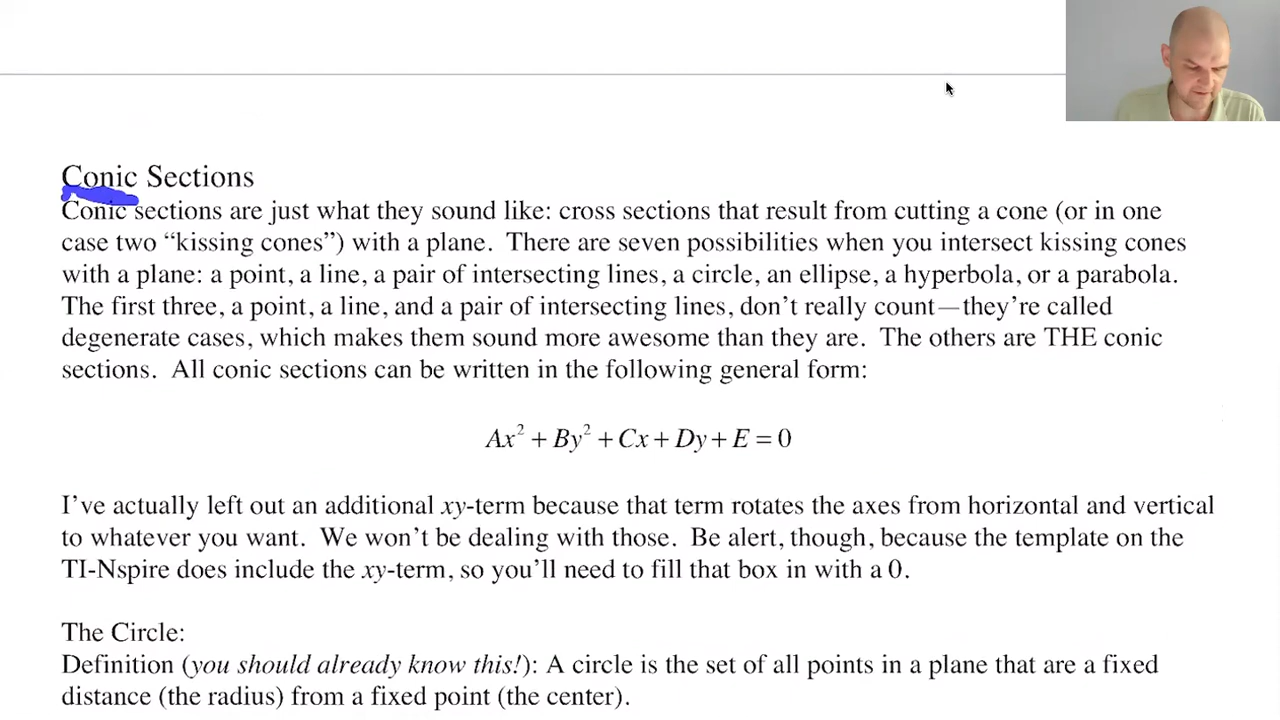 Conic Sections
Conic sections are just what they sound like: cross sections that result from cutting a cone (or in one
case two “kissing cones”) with a plane.  There are seven possibilities when you intersect kissing cones
with a plane: a point, a line, a pair of intersecting lines, a circle, an ellipse, a hyperbola, or a parabola.
The first three, a point, a line, and a pair of intersecting lines, don’t really count—they’re called
degenerate cases, which makes them sound more awesome than they are.  The others are THE conic
sections.  All conic sections can be written in the following general form:
Ax² + By² + Cx + Dy + E = 0
I’ve actually left out an additional xy-term because that term rotates the axes from horizontal and vertical
to whatever you want.  We won’t be dealing with those.  Be alert, though, because the template on the
TI-Nspire does include the xy-term, so you’ll need to fill that box in with a 0.
The Circle:
Definition (you should already know this!): A circle is the set of all points in a plane that are a fixed
distance (the radius) from a fixed point (the center).